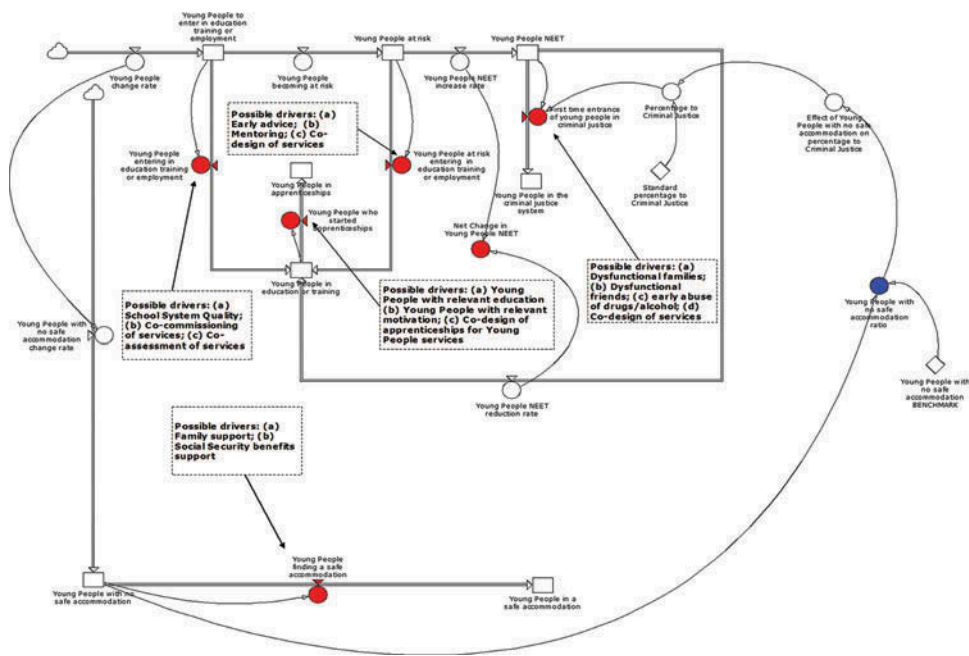 Young People to
enter in education
training or employment
Young People at risk
Young People NEET
Young People
change rate
Young People
becoming at risk
Young People NEET
increase rate
First time entrance
of young people in
criminal justice
Percentage to
Criminal Justice
Effect of Young
People with no safe
accommodation on
percentage to
Criminal Justice
Possible drivers: (a)
Early advice; (b)
Mentoring; (c) Co-
design of services
Young People
entering in
education training
or employment
Young People at risk
entering in education
training or employment
Young People in
apprenticeships
Young People in the
criminal justice
system
Standard
percentage to
Criminal Justice
Young People who
started
apprenticeships
Net Change in
Young People NEET
Young People in
education or training
Possible drivers: (a)
School System Quality;
(b) Co-commissioning
of services; (c) Co-
assessment of services
Possible drivers: (a) Young
People with relevant education
(b) Young People with relevant
motivation; (c) Co-design of
apprenticeships for Young
People services
Possible drivers: (a)
Dysfunctional families;
(b) Dysfunctional
friends; (c) early abuse
of drugs/alcohol; (d)
Co-design of services
Young People with
no safe
accommodation
ratio
Young People with
no safe
accommodation
change rate
Young People with
no safe
accommodation
BENCHMARK
Young People NEET
reduction rate
Possible drivers: (a)
Family support; (b)
Social Security benefits
support
Young People
finding a safe
accommodation
Young People with no
safe accommodation
Young People in a
safe accommodation